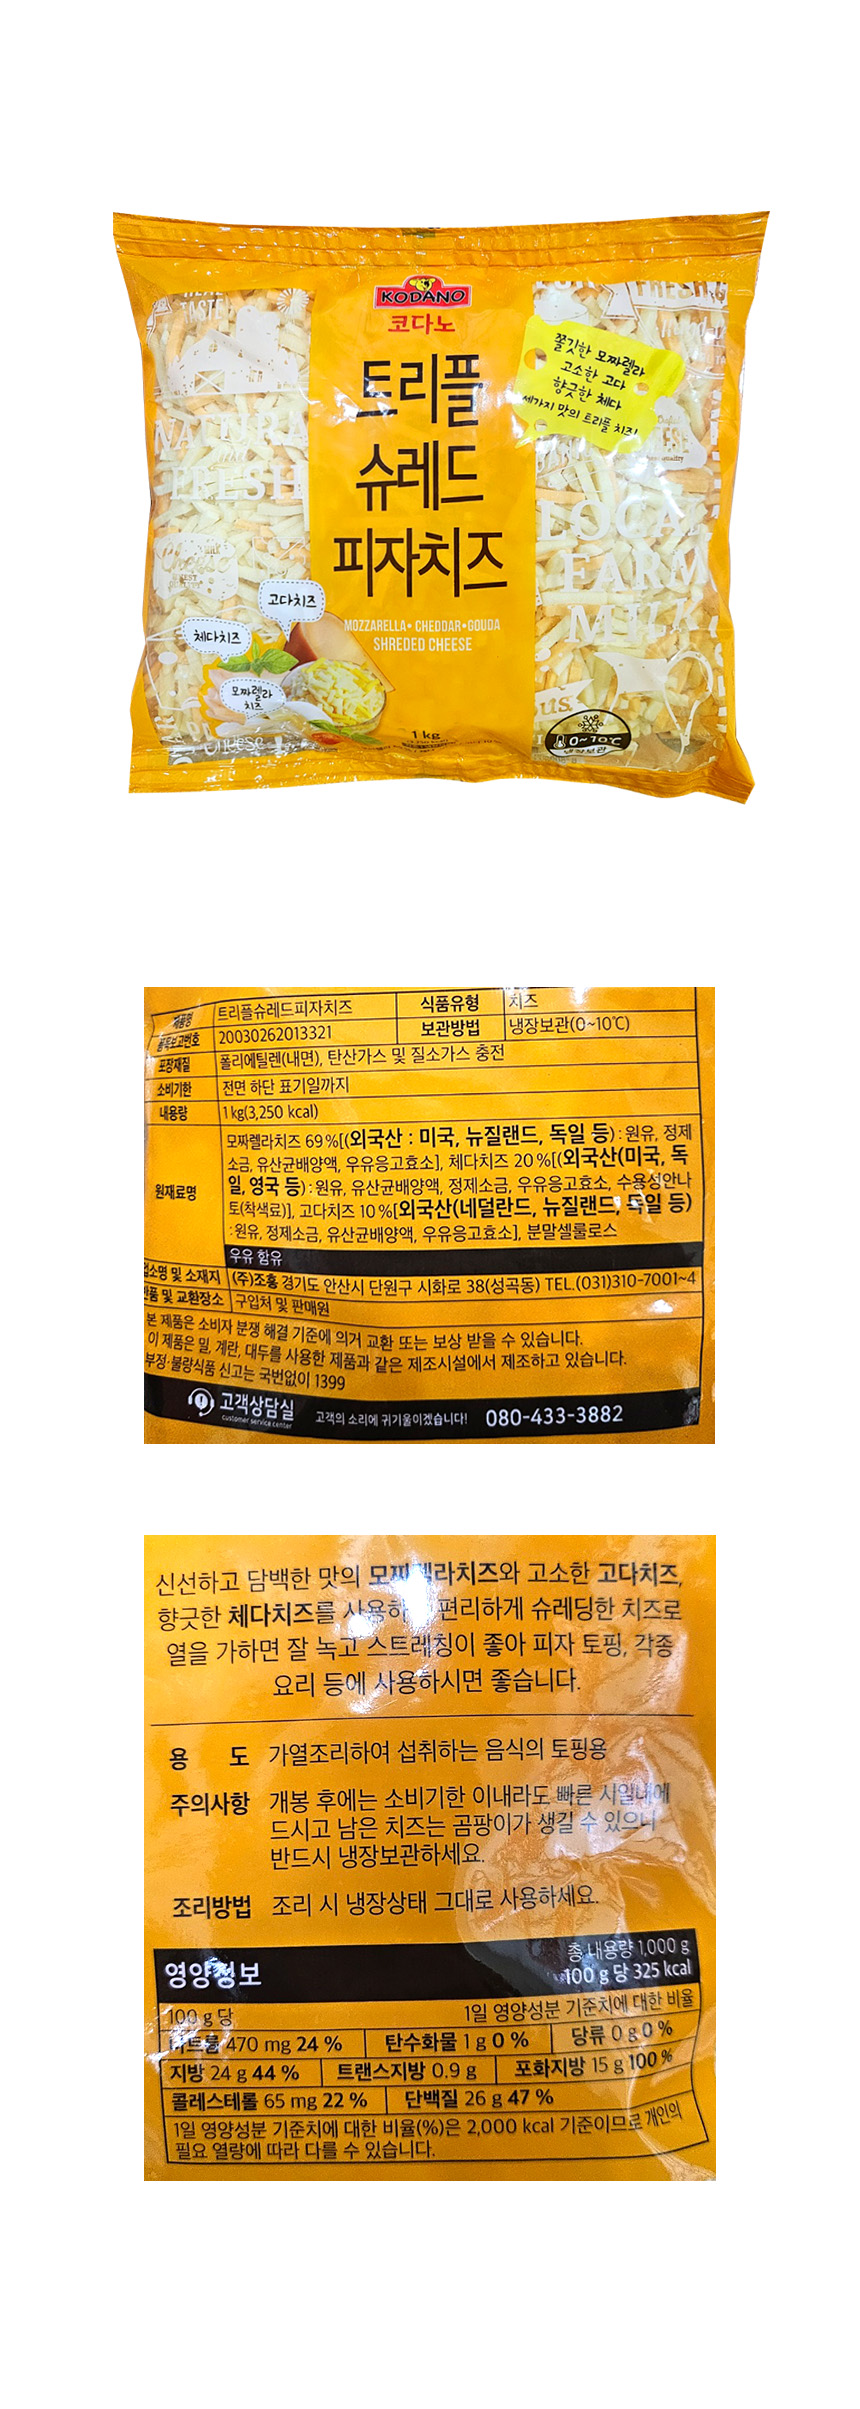 KODANO
코다노
트리플
슈레드
피자치즈
MOZZARELLA• CHEDDAR•GOUDA
SHREDED CHEESE
1 kg
쫄깃한 모짜렐라
고소한 고다
향긋한 체다
세가지 맛의 트리플 치즈!
고다치즈
체다치즈
모짜렐라
치즈
TASTE
NATURA
FRESH
Cheese
LOCAL
FARM
MILK
cheese
0~10℃
냉장보관
제품명 트리플슈레드피자치즈 식품유형 치즈
품목보고번호 20030262013321 보관방법 냉장보관(0~10℃)
포장재질 폴리에틸렌(내면), 탄산가스 및 질소가스 충전
소비기한 전면 하단 표기일까지
내용량 1 kg(3,250 kcal)
원재료명 모짜렐라치즈 69 %[(외국산 : 미국, 뉴질랜드, 독일 등) : 원유, 정제
소금, 유산균배양액, 우유응고효소], 체다치즈 20 %[(외국산(미국, 독
일, 영국 등) : 원유, 유산균배양액, 정제소금, 우유응고효소, 수용성안나
토(착색료)], 고다치즈 10 %[외국산(네덜란드, 뉴질랜드, 독일 등)
: 원유, 정제소금, 유산균배양액, 우유응고효소], 분말셀룰로스
우유 함유
업소명 및 소재지 (주)조흥 경기도 안산시 단원구 시화로 38(성곡동) TEL.(031)310-7001~4
반품 및 교환장소 구입처 및 판매원
본 제품은 소비자 분쟁 해결 기준에 의거 교환 또는 보상 받을 수 있습니다.
이 제품은 밀, 계란, 대두를 사용한 제품과 같은 제조시설에서 제조하고 있습니다.
부정·불량식품 신고는 국번없이 1399
고객상담실
customer service center
고객의 소리에 귀기울이겠습니다! 080-433-3882
신선하고 담백한 맛의 모짜렐라치즈와 고소한 고다치즈,
향긋한 체다치즈를 편리하게 슈레딩한 치즈로
열을 가하면 잘 녹고 스트레칭이 좋아 피자 토핑, 각종
요리 등에 사용하시면 좋습니다.
용 도 가열조리하여 섭취하는 음식의 토핑용
주의사항 개봉 후에는 소비기한 이내라도 빠른 시일내에
드시고 남은 치즈는 곰팡이가 생길 수 있으니
반드시 냉장보관하세요.
조리방법 조리 시 냉장상태 그대로 사용하세요.
영양정보
총 내용량 1,000 g
100 g 당 325 kcal
100 g 당 1일 영양성분 기준치에 대한 비율
나트륨 470 mg 24 % 탄수화물 1 g 0 % 당류 0 g 0 %
지방 24 g 44 % 트랜스지방 0.9 g 포화지방 15 g 100 %
콜레스테롤 65 mg 22 % 단백질 26 g 47 %
1일 영양성분 기준치에 대한 비율(%)은 2,000 kcal 기준이므로 개인의
필요 열량에 따라 다를 수 있습니다.